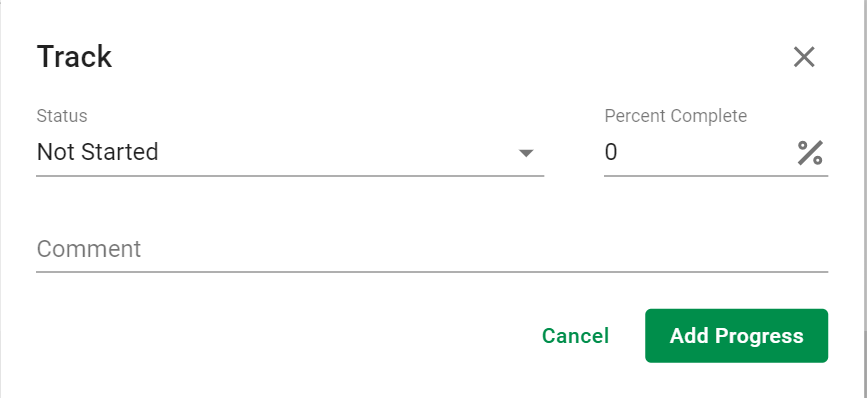 Track
Status
Percent Complete
Not Started
0
%
Comment
Cancel
Add Progress